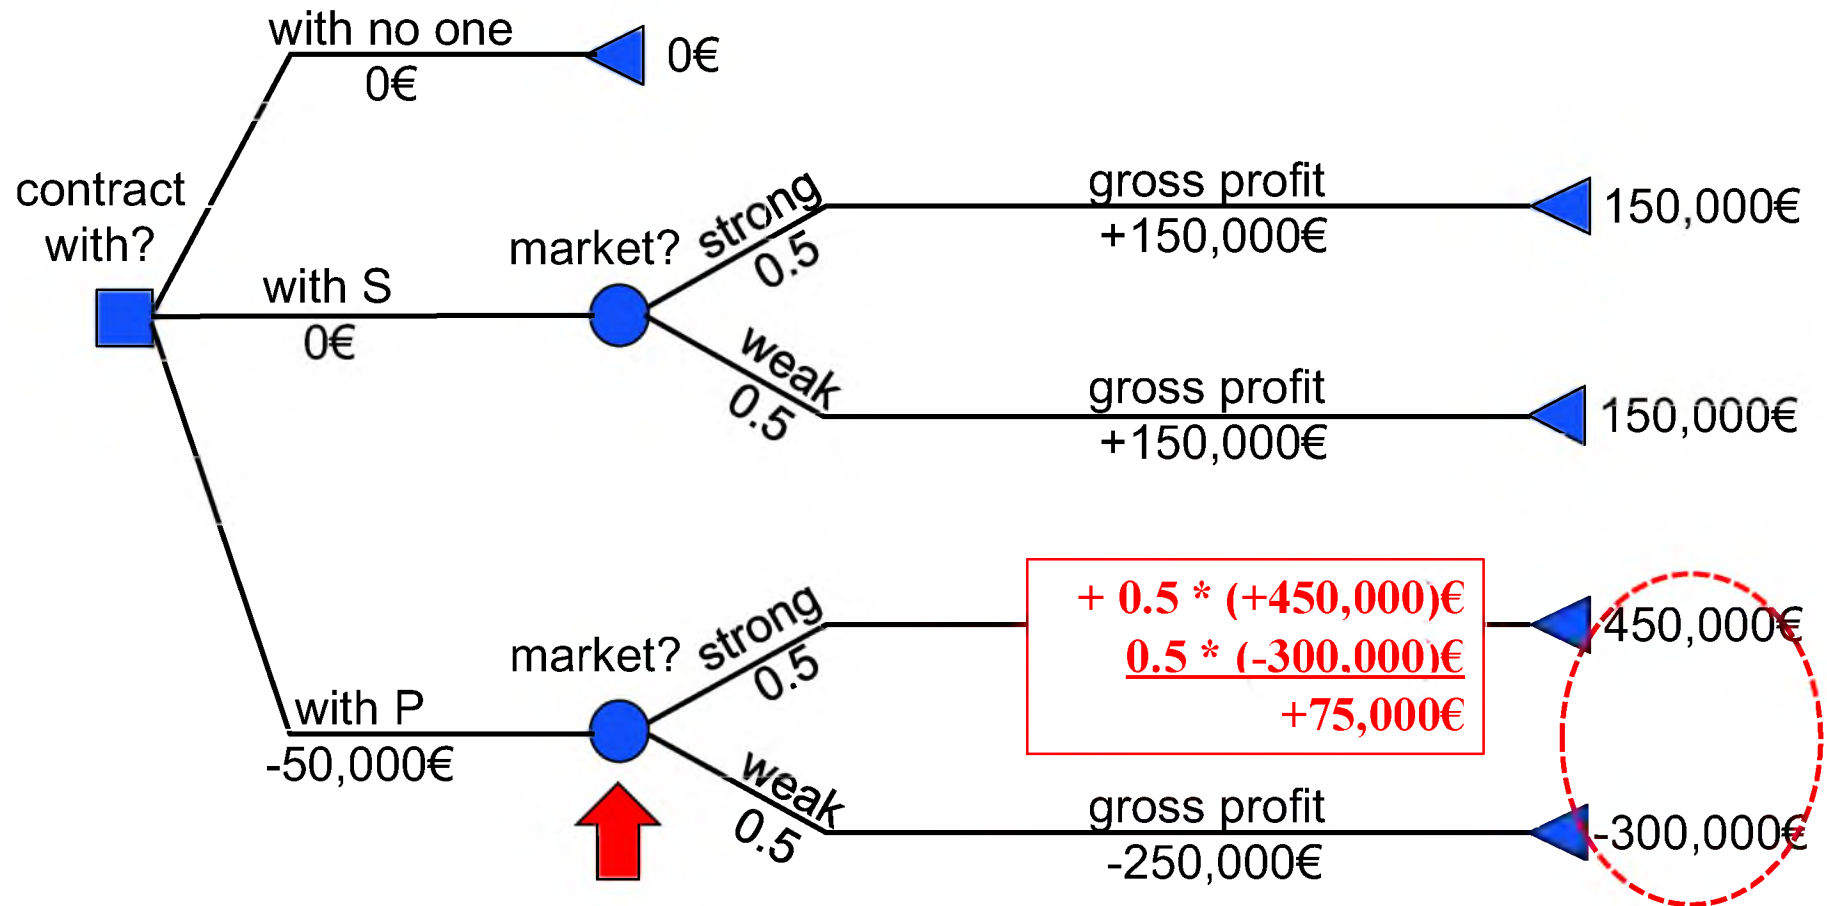 with no one
0€
0€
contract
with?
with S
0€
market?
strong
0.5
gross profit
+150,000€
150,000€
weak
0.5
gross profit
+150,000€
150,000€
with P
-50,000€
market?
strong
0.5
+ 0.5 * (+450,000)€
0.5 * (-300,000)€
+75,000€
450,000€
weak
0.5
gross profit
-250,000€
-300,000€